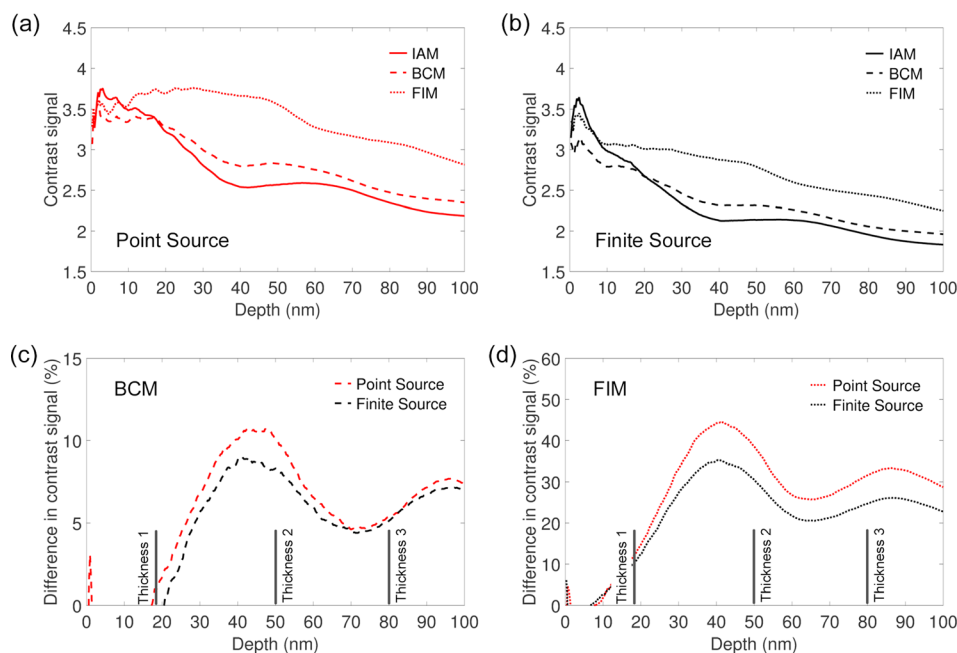 (a)
4.5
4
3.5
3
2.5
2
1.5
Contrast signal
IAM
BCM
FIM
Point Source
0 10 20 30 40 50 60 70 80 90 100
Depth (nm)
(b)
4.5
4
3.5
3
2.5
2
1.5
Contrast signal
IAM
BCM
FIM
Finite Source
0 10 20 30 40 50 60 70 80 90 100
Depth (nm)
(c)
15
10
5
0
Difference in contrast signal (%)
BCM
Point Source
Finite Source
Thickness 1
Thickness 2
Thickness 3
0 10 20 30 40 50 60 70 80 90 100
Depth (nm)
(d)
60
50
40
30
20
10
0
Difference in contrast signal (%)
FIM
Point Source
Finite Source
Thickness 1
Thickness 2
Thickness 3
0 10 20 30 40 50 60 70 80 90 100
Depth (nm)